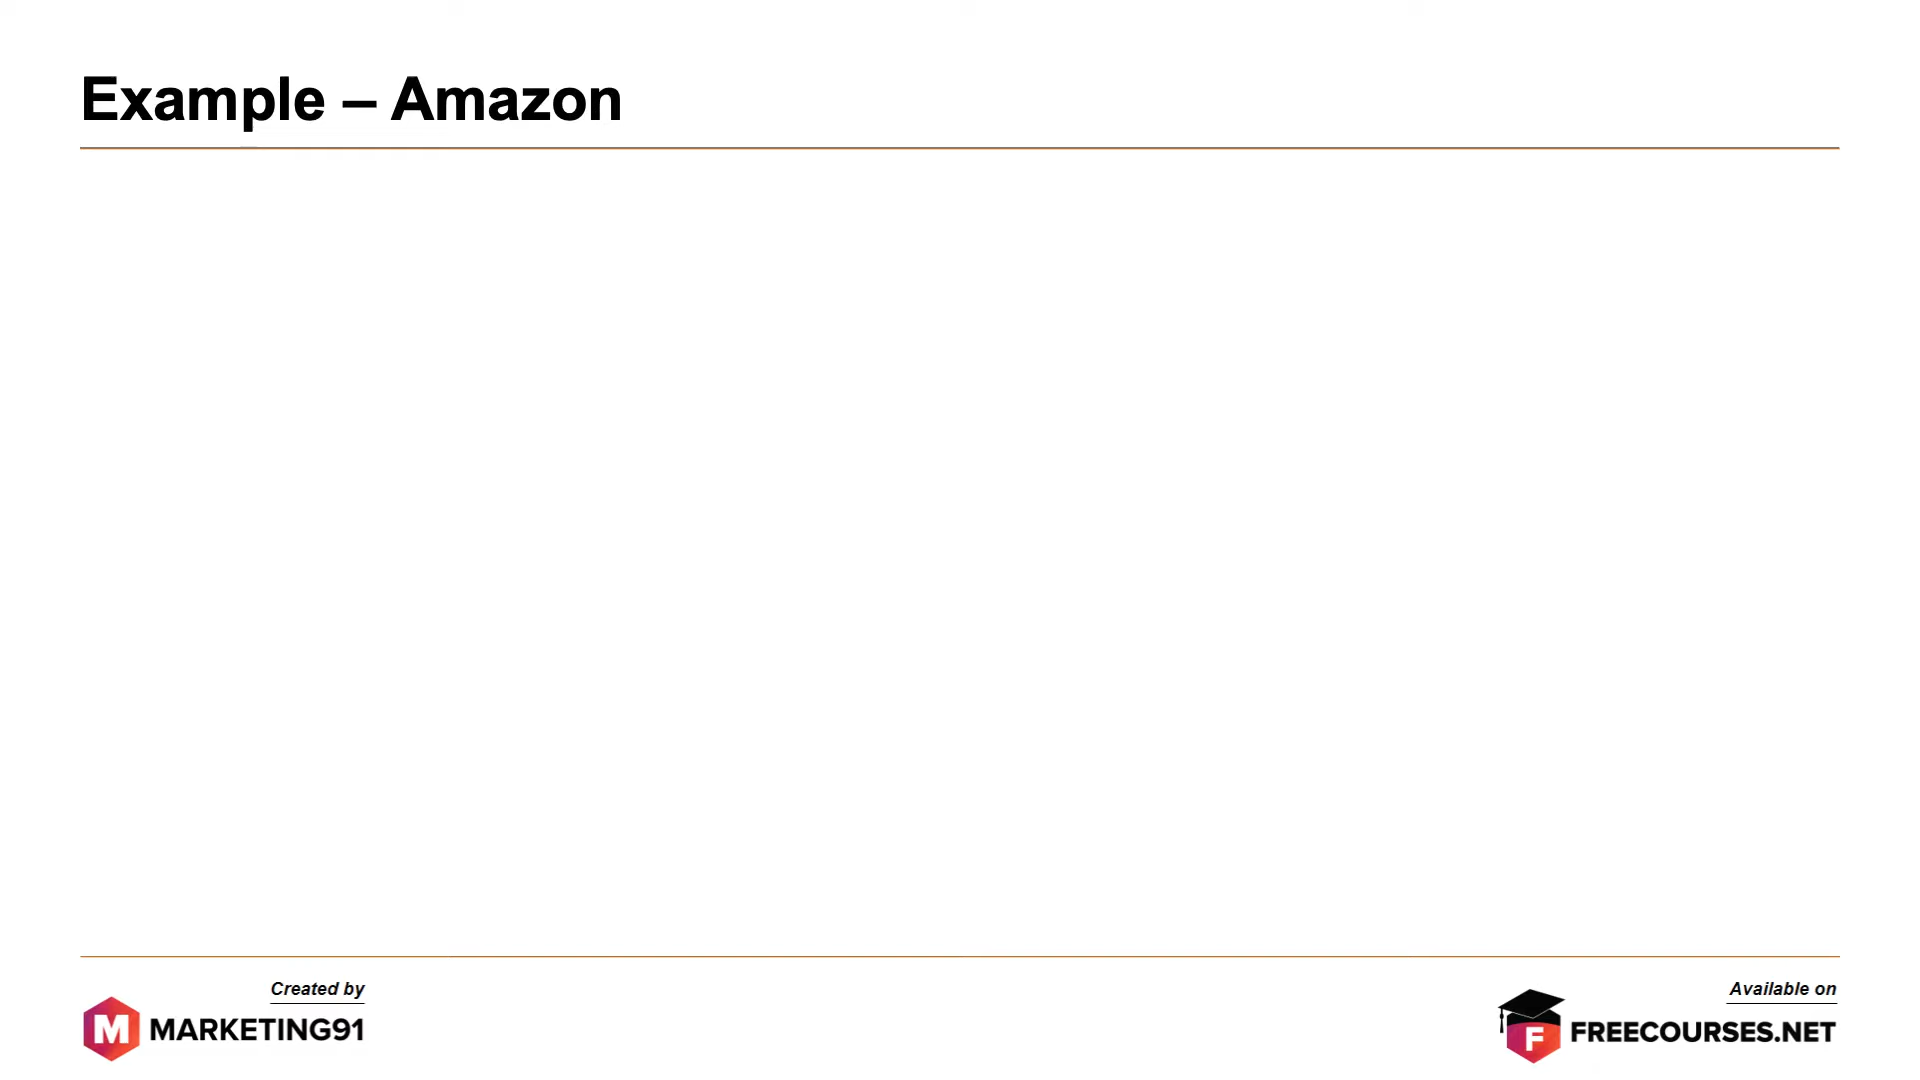 Example – Amazon
Created by
M MARKETING91
Available on
F FREECOURSES.NET